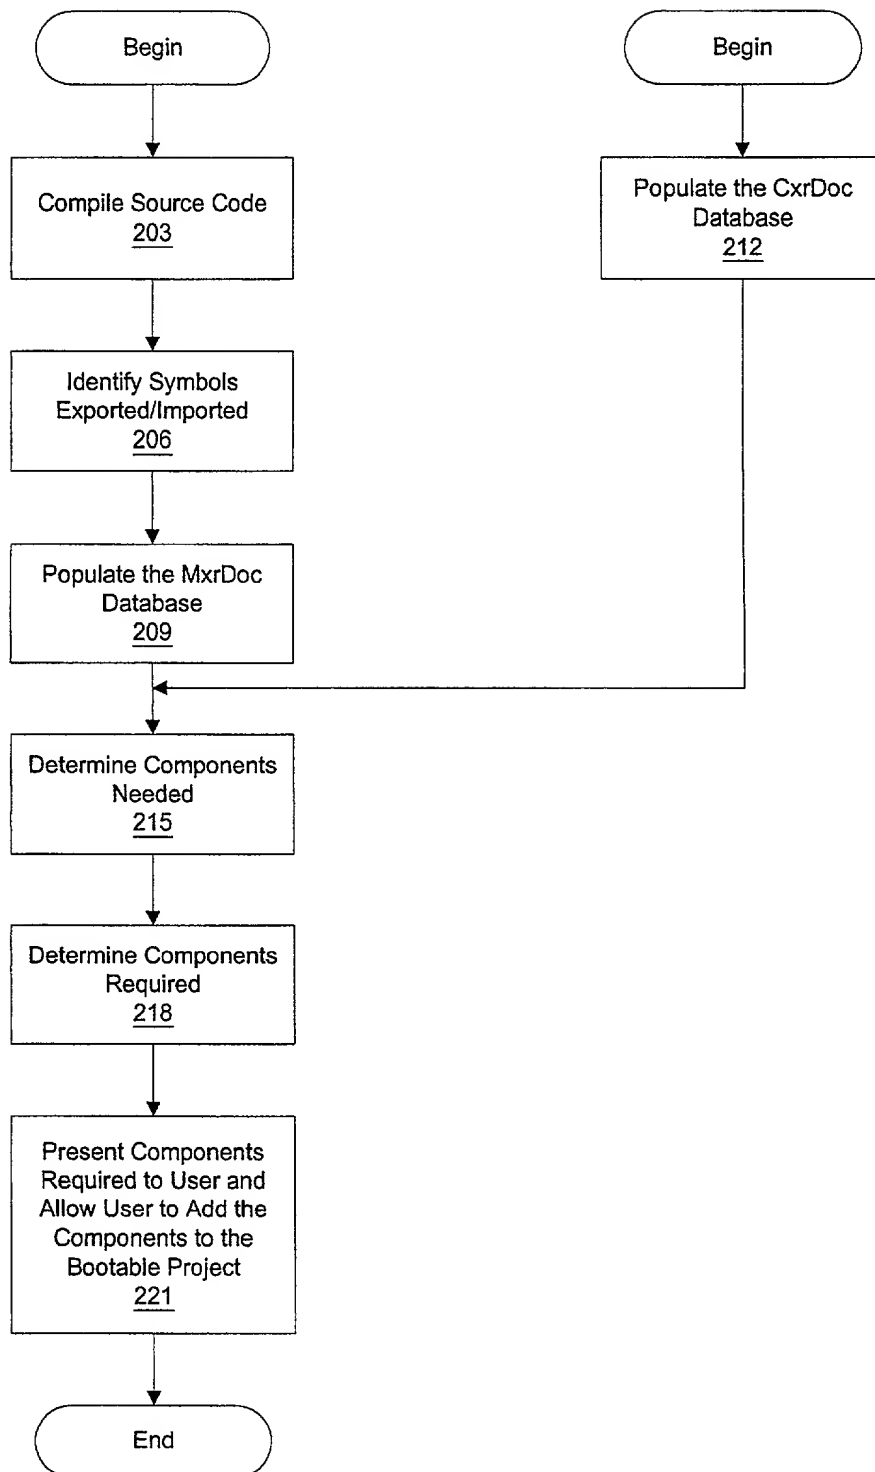 Begin
Begin
Compile Source Code
203
Populate the CxrDoc
Database
212
Identify Symbols
Exported/Imported
206
Populate the MxrDoc
Database
209
Determine Components
Needed
215
Determine Components
Required
218
Present Components
Required to User and
Allow User to Add the
Components to the
Bootable Project
221
End